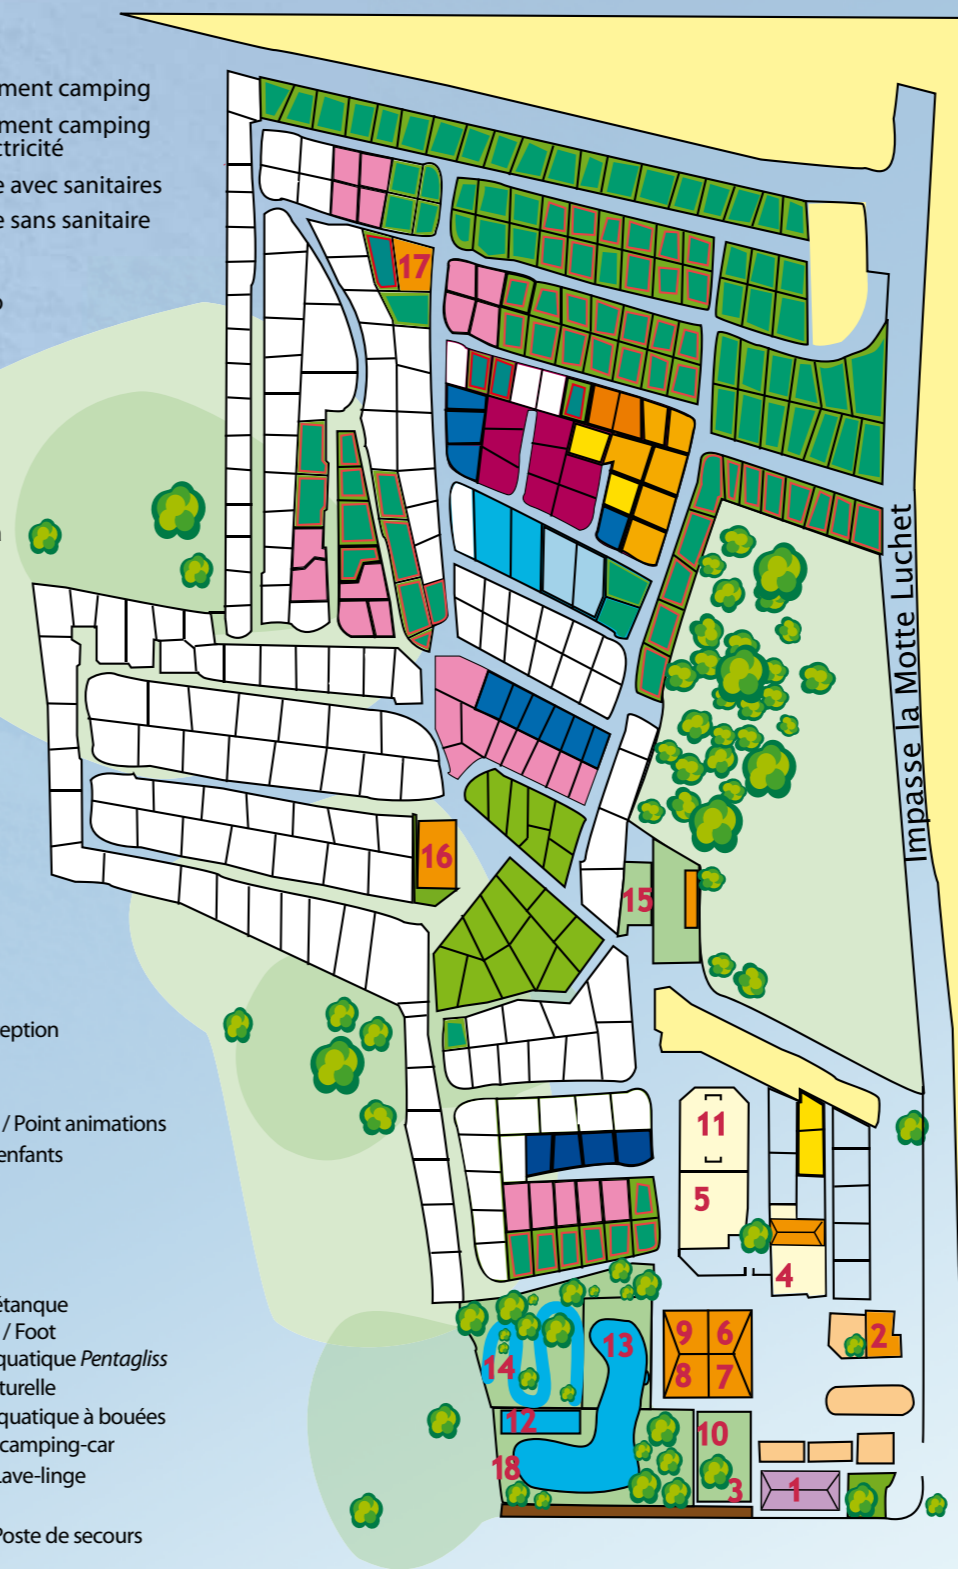 ment camping
ment camping
ctricité
e avec sanitaires
e sans sanitaire
eption
/ Point animations
enfants
étanque
/ Foot
quatique Pentagliss
turelle
quatique à bouées
camping-car
Lave-linge
Poste de secours
17
16
15
11
5
4
13
9 6
8 7
2
14
12
18
10
3
1
Impasse la Motte Luchet